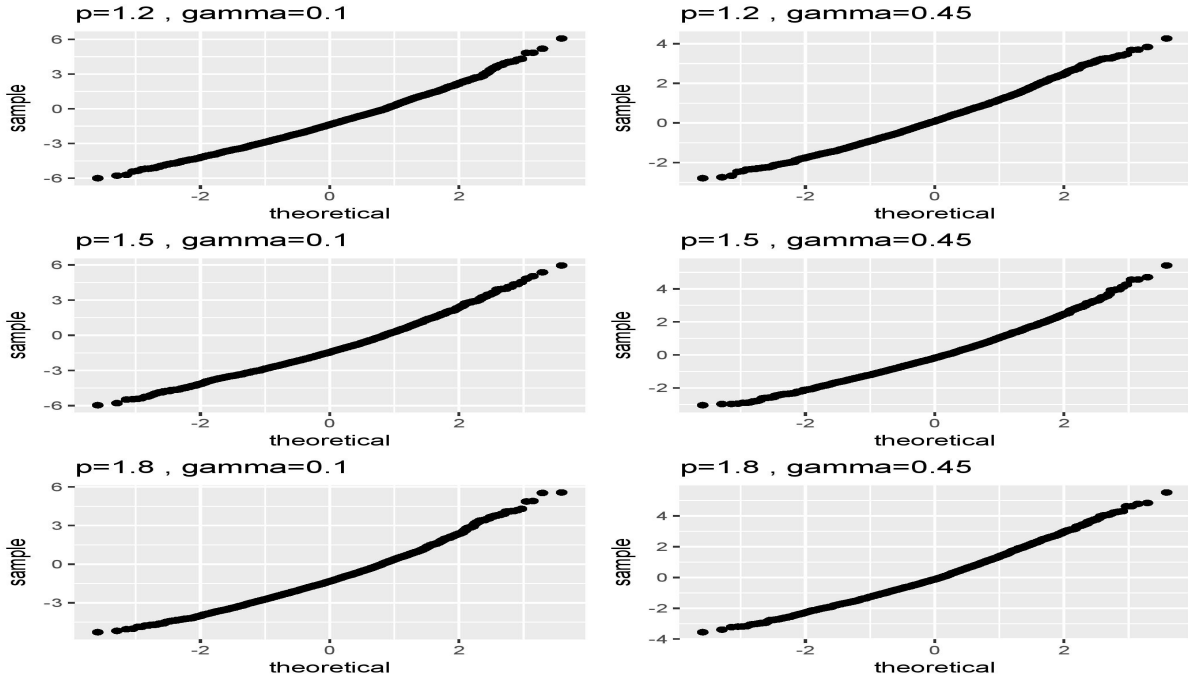 p=1.2 , gamma=0.1
6
3
0
-3
-6
sample
-2 0 2
theoretical
p=1.2 , gamma=0.45
4
2
0
-2
sample
-2 0 2
theoretical
p=1.5 , gamma=0.1
6
3
0
-3
-6
sample
-2 0 2
theoretical
p=1.5 , gamma=0.45
4
2
0
-2
sample
-2 0 2
theoretical
p=1.8 , gamma=0.1
6
3
0
-3
sample
-2 0 2
theoretical
p=1.8 , gamma=0.45
4
2
0
-2
-4
sample
-2 0 2
theoretical